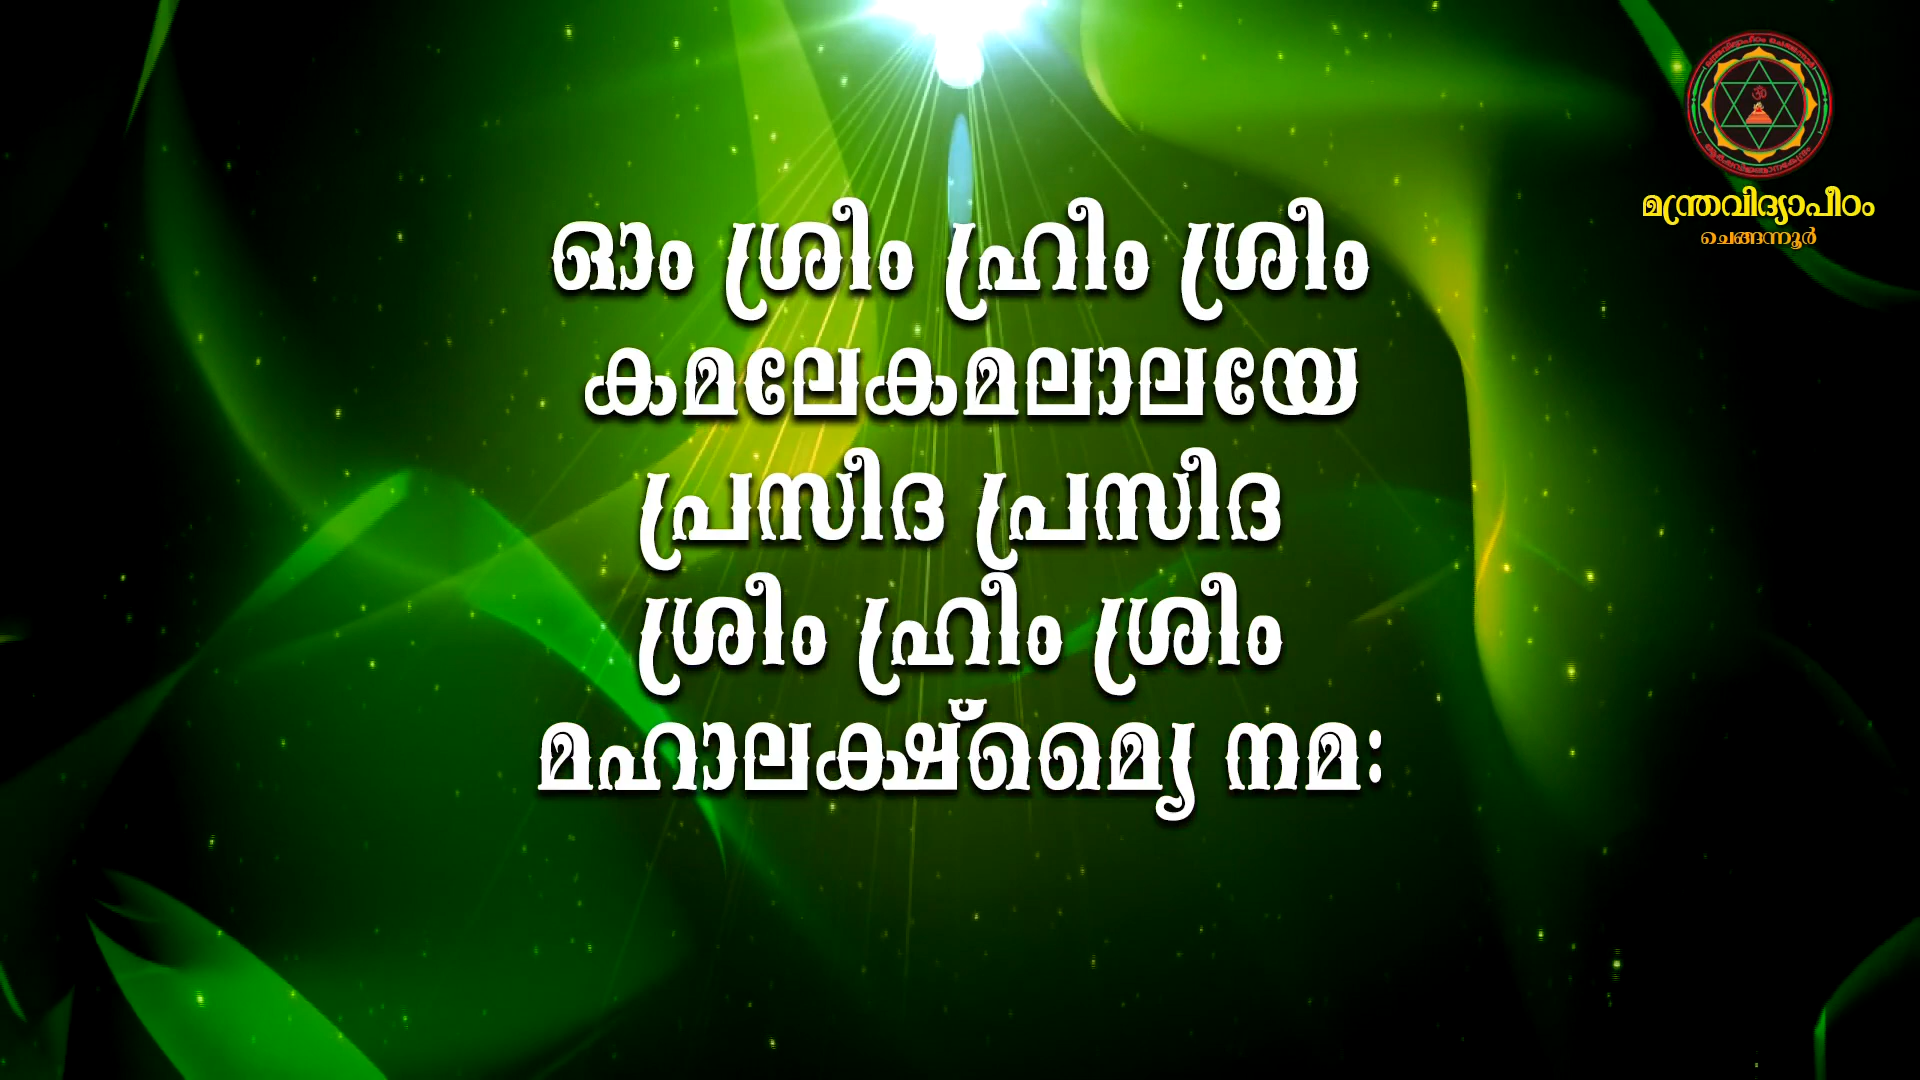 ഓം ശ്രീം ഹ്രീം ശ്രീം
കമലേകമലാലയേ
പ്രസീദ പ്രസീദ
ശ്രീം ഹ്രീം ശ്രീം
മഹാലക്ഷ്മ്യൈ നമഃ
മന്ത്രവിദ്യാപീഠം
ചെങ്ങന്നൂർ